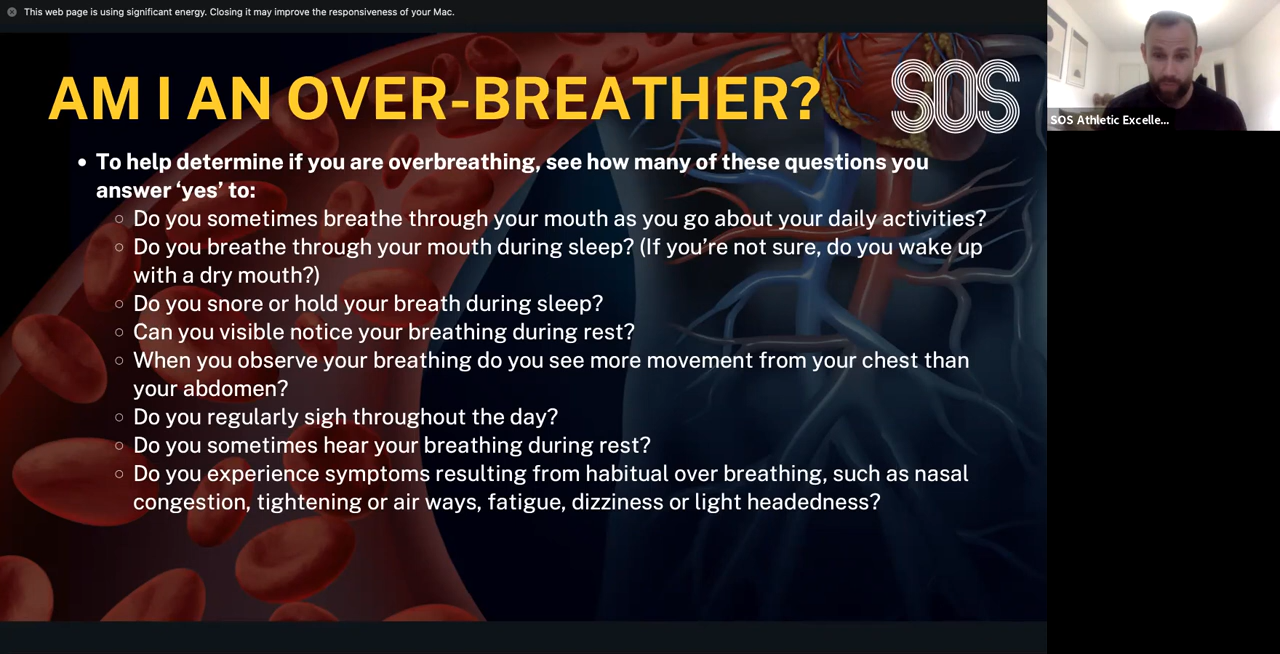 This web page is using significant energy. Closing it may improve the responsiveness of your Mac.
AM I AN OVER-BREATHER?
SOS
SOS Athletic Excelle...
• To help determine if you are overbreathing, see how many of these questions you
answer ‘yes’ to:
○ Do you sometimes breathe through your mouth as you go about your daily activities?
○ Do you breathe through your mouth during sleep? (If you’re not sure, do you wake up
with a dry mouth?)
○ Do you snore or hold your breath during sleep?
○ Can you visible notice your breathing during rest?
○ When you observe your breathing do you see more movement from your chest than
your abdomen?
○ Do you regularly sigh throughout the day?
○ Do you sometimes hear your breathing during rest?
○ Do you experience symptoms resulting from habitual over breathing, such as nasal
congestion, tightening or air ways, fatigue, dizziness or light headedness?